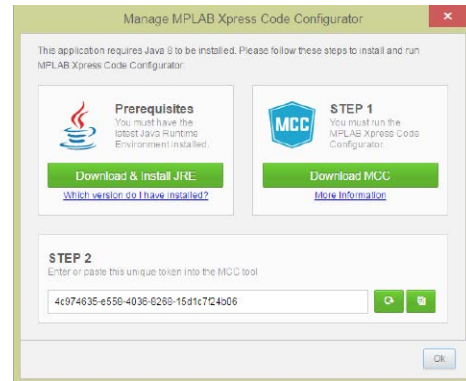 Manage MPLAB Xpress Code Configurator
This application requires Java 8 to be installed. Please follow these steps to install and run
MPLAB Xpress Code Configurator:
Prerequisites
You must have the
latest Java Runtime
Environment installed.
Download & Install JRE
Which version do I have installed?
MCC
STEP 1
You must run the
MPLAB Xpress Code
Configurator.
Download MCC
More Information
STEP 2
Enter or paste this unique token into the MCC tool
4c974635-e558-4036-8268-15d1c7f24b06
Ok